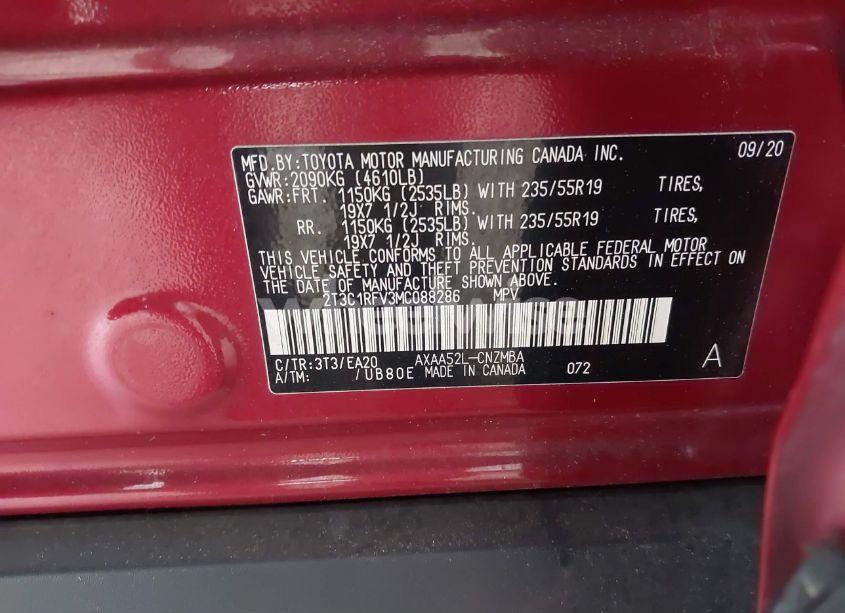 MFD.BY:TOYOTA MOTOR MANUFACTURING CANADA INC. 09/20
GVWR:2090KG (4610LB)
GAWR:FRT. 1150KG (2535LB) WITH 235/55R19 TIRES,
19X7 1/2J RIMS.
RR. 1150KG (2535LB) WITH 235/55R19 TIRES,
19X7 1/2J RIMS.
THIS VEHICLE CONFORMS TO ALL APPLICABLE FEDERAL MOTOR
VEHICLE SAFETY AND THEFT PREVENTION STANDARDS IN EFFECT ON
THE DATE OF MANUFACTURE SHOWN ABOVE.
2T3C1RFV3MC088286 MPV
C/TR:3T3/EA20 AXAA52L-CNZMBA
A/TM: /UB80E MADE IN CANADA 072 A